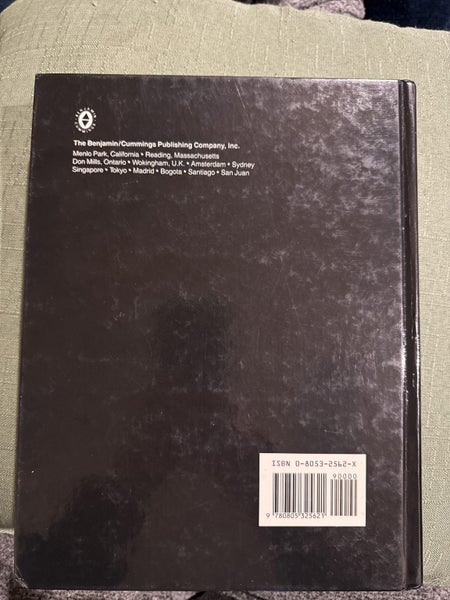 The Benjamin/Cummings Publishing Company, Inc.
Menlo Park, California • Reading, Massachusetts
Don Mills, Ontario • Wokingham, U.K. • Amsterdam • Sydney
Singapore • Tokyo • Madrid • Bogota • Santiago • San Juan
ISBN 0-8053-2562-X
90000
9 780805 325621